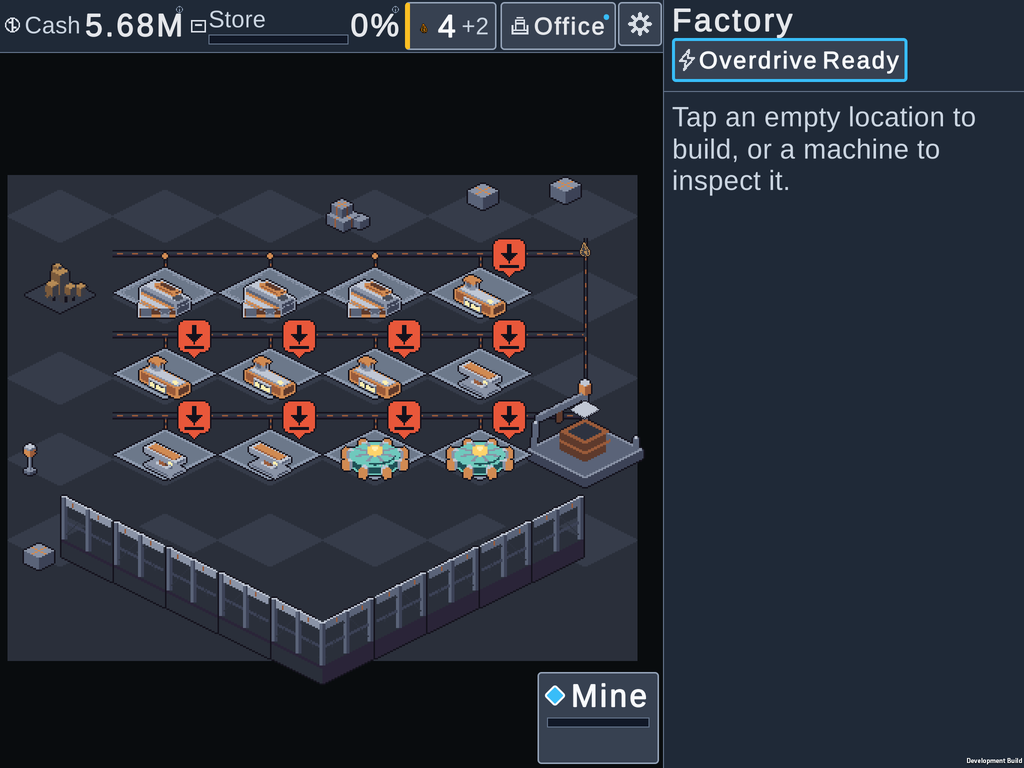 Cash 5.68M Store 0% 4 +2 Office
Factory
Overdrive Ready
Tap an empty location to
build, or a machine to
inspect it.
Mine
Development Build